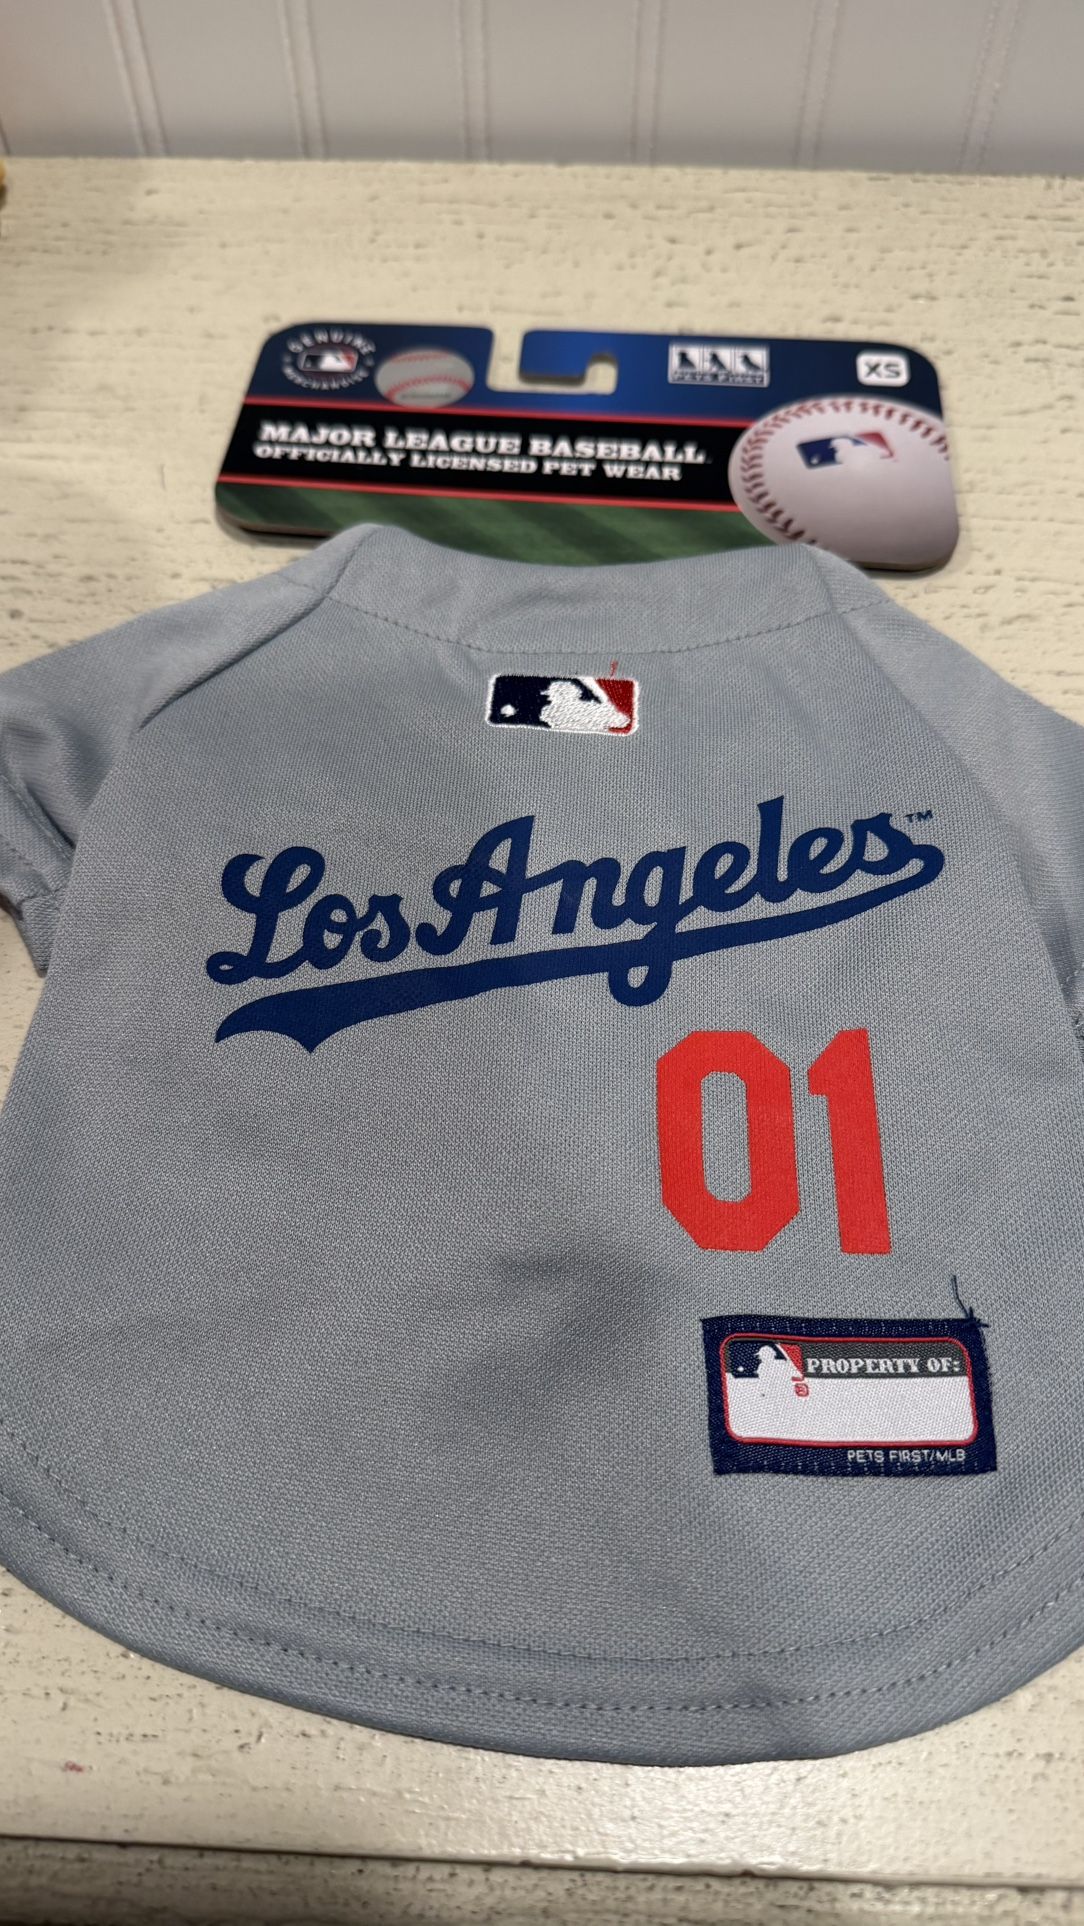 GENUINE
MERCHANDISE
PETS FIRST
XS
MAJOR LEAGUE BASEBALL
OFFICIALLY LICENSED PET WEAR
Los Angeles™
01
PROPERTY OF:
PETS FIRST/MLB